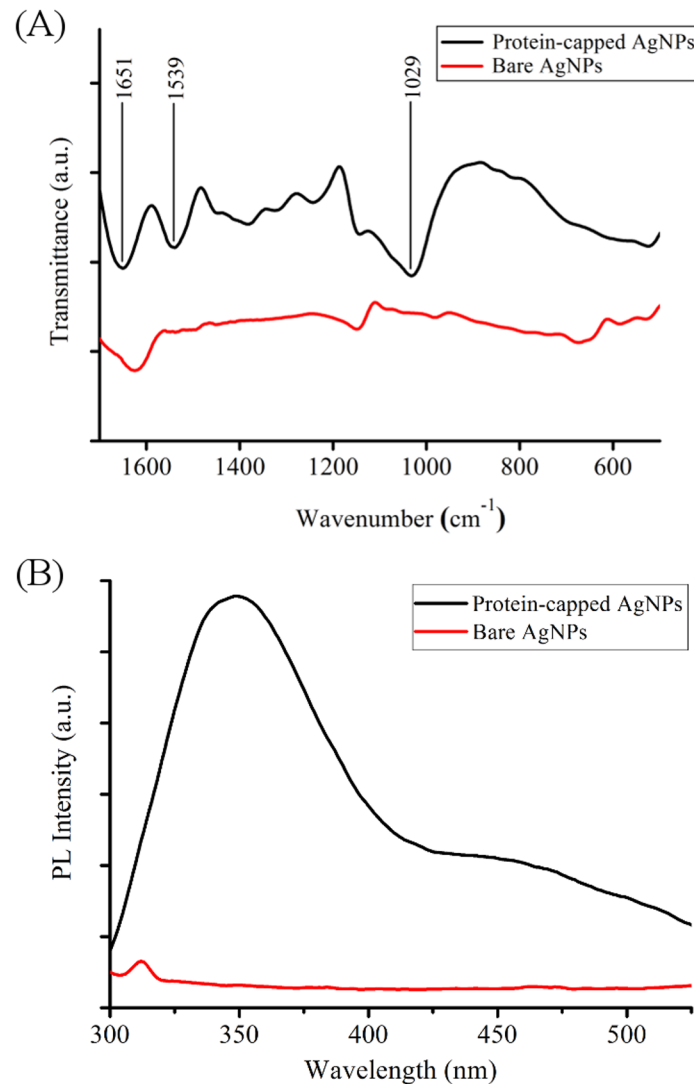 (A)
Protein-capped AgNPs
Bare AgNPs
1651
1539
1029
Transmittance (a.u.)
1600 1400 1200 1000 800 600
Wavenumber (cm⁻¹)
(B)
Protein-capped AgNPs
Bare AgNPs
PL Intensity (a.u.)
300 350 400 450 500
Wavelength (nm)